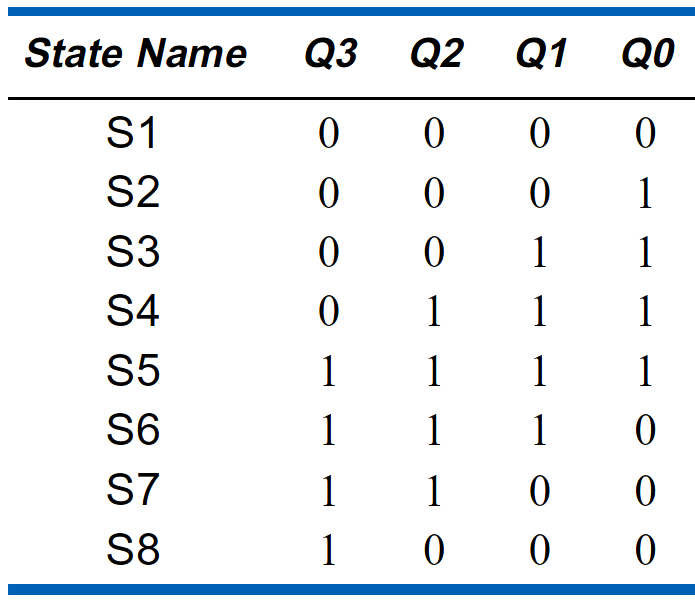 State Name Q3 Q2 Q1 Q0
S1 0 0 0 0
S2 0 0 0 1
S3 0 0 1 1
S4 0 1 1 1
S5 1 1 1 1
S6 1 1 1 0
S7 1 1 0 0
S8 1 0 0 0